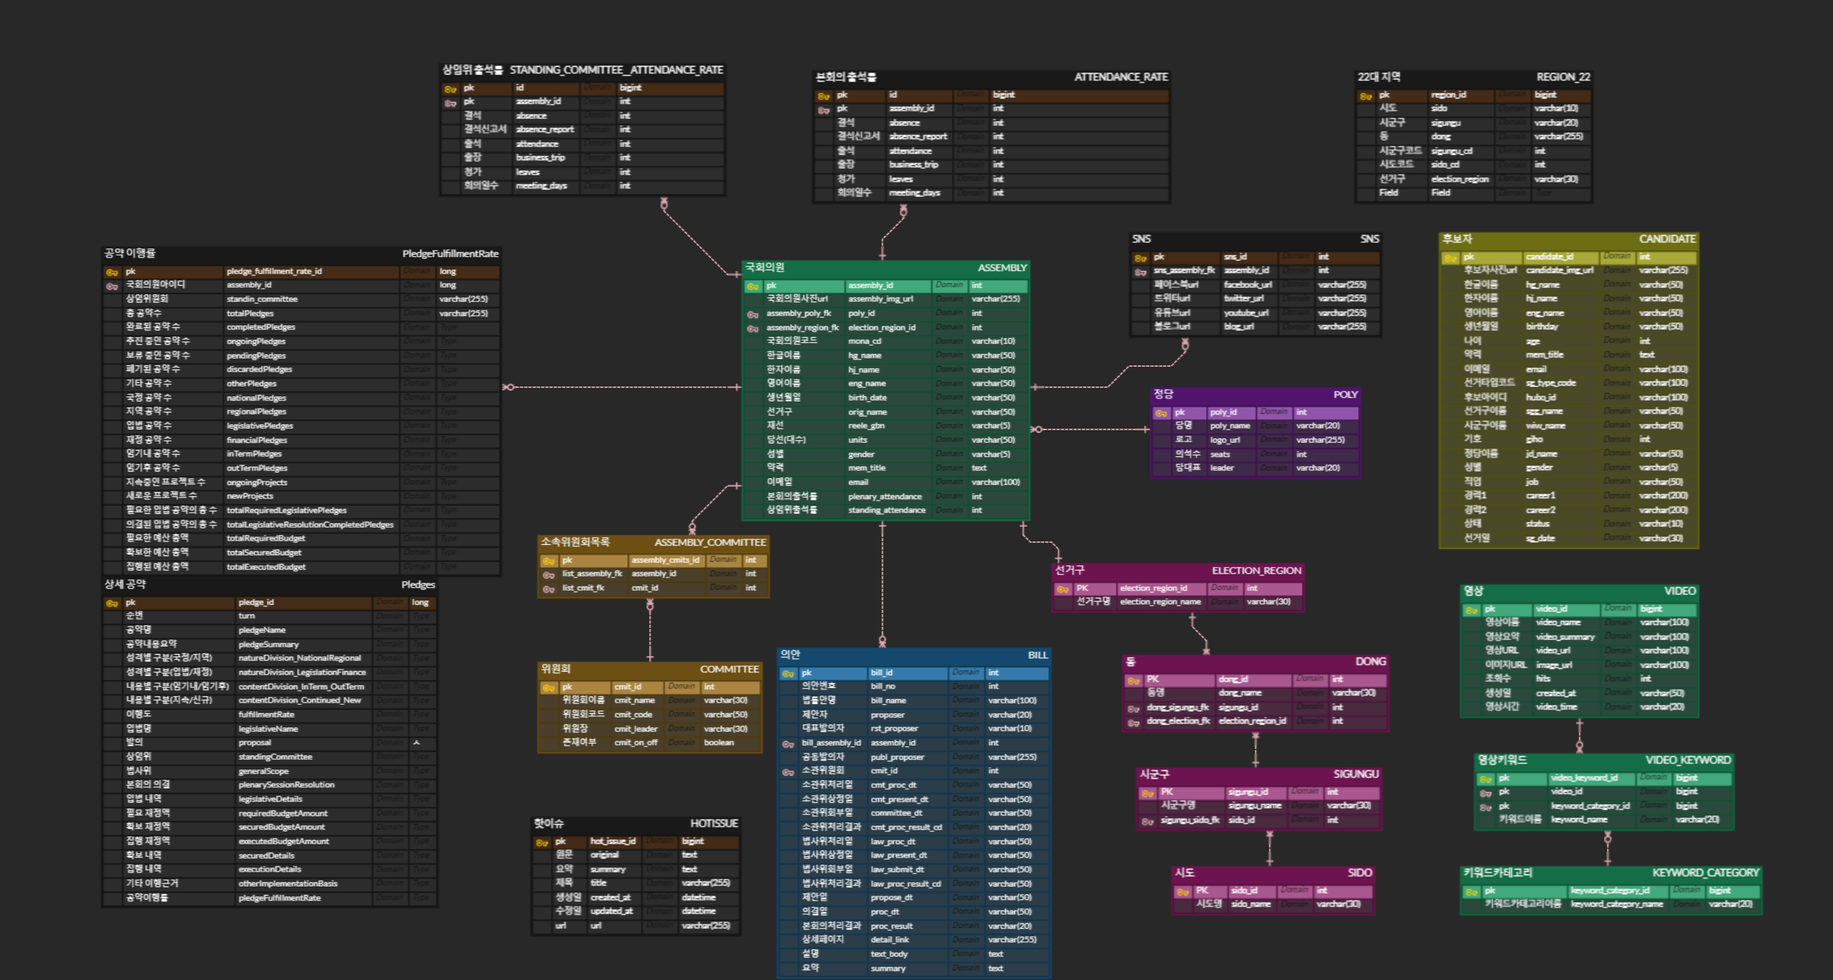 상임위 출석률 STANDING_COMMITTEE_ATTENDANCE_RATE
pk id Domain bigint
pk assembly_id Domain int
결석 absence Domain int
결석신고서 absence_report Domain int
출석 attendance Domain int
출장 business_trip Domain int
청가 leaves Domain int
회의일수 meeting_days Domain int
본회의 출석률 ATTENDANCE_RATE
pk id Domain bigint
pk assembly_id Domain int
결석 absence Domain int
결석신고서 absence_report Domain int
출석 attendance Domain int
출장 business_trip Domain int
청가 leaves Domain int
회의일수 meeting_days Domain int
22대 지역 REGION_22
pk region_id Domain bigint
시도 sido Domain varchar(10)
시군구 sigungu Domain varchar(20)
동 dong Domain varchar(255)
시군구코드 sigungu_cd Domain int
시도코드 sido_cd Domain int
선거구 election_region Domain varchar(30)
Field Field Domain Type
공약 이행률 PledgeFulfillmentRate
pk pledge_fulfillment_rate_id Domain long
국회의원아이디 assembly_id Domain long
상임위원회 standin_committee Domain varchar(255)
총 공약수 totalPledges Domain varchar(255)
완료된 공약 수 completedPledges Domain Type
추진 중인 공약 수 ongoingPledges Domain Type
보류 중인 공약 수 pendingPledges Domain Type
폐기된 공약 수 discardedPledges Domain Type
기타 공약 수 otherPledges Domain Type
국정 공약 수 nationalPledges Domain Type
지역 공약 수 regionalPledges Domain Type
입법 공약 수 legislativePledges Domain Type
재정 공약 수 financialPledges Domain Type
임기내 공약 수 inTermPledges Domain Type
임기후 공약 수 outTermPledges Domain Type
지속중인 프로젝트 수 ongoingProjects Domain Type
새로운 프로젝트 수 newProjects Domain Type
필요한 입법 공약의 총 수 totalRequiredLegislativePledges Domain Type
의결된 입법 공약의 총 수 totalLegislativeResolutionCompletedPledges Domain Type
필요한 예산 총액 totalRequiredBudget Domain Type
확보한 예산 총액 totalSecuredBudget Domain Type
집행된 예산 총액 totalExecutedBudget Domain Type
국회의원 ASSEMBLY
pk assembly_id Domain int
국회의원사진url assembly_img_url Domain varchar(255)
assembly_poly_fk poly_id Domain int
assembly_region_fk election_region_id Domain int
국회의원코드 mona_cd Domain varchar(10)
한글이름 hg_name Domain varchar(50)
한자이름 hj_name Domain varchar(50)
영어이름 eng_name Domain varchar(50)
생년월일 birth_date Domain varchar(50)
선거구 orig_name Domain varchar(50)
재선 reele_gbn Domain varchar(5)
당선(대수) units Domain varchar(50)
성별 gender Domain varchar(5)
약력 mem_title Domain text
이메일 email Domain varchar(100)
본회의출석률 plenary_attendance Domain int
상임위출석률 standing_attendance Domain int
SNS SNS
pk sns_id Domain int
sns_assembly_fk assembly_id Domain int
페이스북url facebook_url Domain varchar(255)
트위터url twitter_url Domain varchar(255)
유튜브url youtube_url Domain varchar(255)
블로그url blog_url Domain varchar(255)
정당 POLY
pk poly_id Domain int
당명 poly_name Domain varchar(20)
로고 logo_url Domain varchar(255)
의석수 seats Domain int
당대표 leader Domain varchar(20)
후보자 CANDIDATE
pk candidate_id Domain int
후보자사진url candidate_img_url Domain varchar(255)
한글이름 hg_name Domain varchar(50)
한자이름 hj_name Domain varchar(50)
영어이름 eng_name Domain varchar(50)
생년월일 birthday Domain varchar(50)
나이 age Domain int
약력 mem_title Domain text
이메일 email Domain varchar(100)
선거타입코드 sg_type_code Domain varchar(100)
후보아이디 hubo_id Domain varchar(100)
선거구이름 sgg_name Domain varchar(50)
시군구이름 wiw_name Domain varchar(50)
기호 giho Domain int
정당이름 jd_name Domain varchar(50)
성별 gender Domain varchar(5)
직업 job Domain varchar(50)
경력1 career1 Domain varchar(200)
경력2 career2 Domain varchar(200)
상태 status Domain varchar(10)
선거일 sg_date Domain varchar(30)
상세 공약 Pledges
pk pledge_id Domain long
순번 turn Domain Type
공약명 pledgeName Domain Type
공약내용요약 pledgeSummary Domain Type
성격별 구분(국정/지역) natureDivision_NationalRegional Domain Type
성격별 구분(입법/재정) natureDivision_LegislationFinance Domain Type
내용별 구분(임기내/임기후) contentDivision_InTerm_OutTerm Domain Type
내용별 구분(지속/신규) contentDivision_Continued_New Domain Type
이행도 fulfillmentRate Domain Type
입법명 legislativeName Domain Type
발의 proposal Domain ㅅ
상임위 standingCommittee Domain Type
법사위 generalScope Domain Type
본회의 의결 plenarySessionResolution Domain Type
입법 내역 legislativeDetails Domain Type
필요 재정액 requiredBudgetAmount Domain Type
확보 재정액 securedBudgetAmount Domain Type
집행 재정액 executedBudgetAmount Domain Type
확보 내역 securedDetails Domain Type
집행 내역 executionDetails Domain Type
기타 이행근거 otherImplementationBasis Domain Type
공약이행률 pledgeFulfillmentRate Domain Type
소속위원회목록 ASSEMBLY_COMMITTEE
pk assembly_cmits_id Domain int
list_assembly_fk assembly_id Domain int
list_cmit_fk cmit_id Domain int
위원회 COMMITTEE
pk cmit_id Domain int
위원회이름 cmit_name Domain varchar(30)
위원회코드 cmit_code Domain varchar(50)
위원장 cmit_leader Domain varchar(30)
존재여부 cmit_on_off Domain boolean
핫이슈 HOTISSUE
pk hot_issue_id Domain bigint
원문 original Domain text
요약 summary Domain text
제목 title Domain varchar(255)
생성일 created_at Domain datetime
수정일 updated_at Domain datetime
url url Domain varchar(255)
의안 BILL
pk bill_id Domain int
의안번호 bill_no Domain int
법률안명 bill_name Domain varchar(100)
제안자 proposer Domain varchar(20)
대표발의자 rst_proposer Domain varchar(10)
bill_assembly_id assembly_id Domain int
공동발의자 publ_proposer Domain varchar(255)
소관위원회 cmit_id Domain int
소관위처리일 cmt_proc_dt Domain varchar(50)
소관위상정일 cmt_present_dt Domain varchar(50)
소관위회부일 committee_dt Domain varchar(50)
소관위처리결과 cmt_proc_result_cd Domain varchar(20)
법사위처리일 law_proc_dt Domain varchar(50)
법사위상정일 law_present_dt Domain varchar(50)
법사위회부일 law_submit_dt Domain varchar(50)
법사위처리결과 law_proc_result_cd Domain varchar(50)
제안일 propose_dt Domain varchar(50)
의결일 proc_dt Domain varchar(50)
본회의처리결과 proc_result Domain varchar(50)
상세페이지 detail_link Domain varchar(255)
설명 text_body Domain text
요약 summary Domain text
선거구 ELECTION_REGION
PK election_region_id Domain int
선거구명 election_region_name Domain varchar(30)
동 DONG
PK dong_id Domain int
동명 dong_name Domain varchar(30)
dong_sigungu_fk sigungu_id Domain int
dong_election_fk election_region_id Domain int
시군구 SIGUNGU
PK sigungu_id Domain int
시군구명 sigungu_name Domain varchar(30)
sigungu_sido_fk sido_id Domain int
시도 SIDO
PK sido_id Domain int
시도명 sido_name Domain varchar(30)
영상 VIDEO
pk video_id Domain bigint
영상이름 video_name Domain varchar(100)
영상요약 video_summary Domain varchar(100)
영상URL video_url Domain varchar(100)
이미지URL image_url Domain varchar(100)
조회수 hits Domain int
생성일 created_at Domain varchar(50)
영상시간 video_time Domain varchar(20)
영상키워드 VIDEO_KEYWORD
pk video_keyword_id Domain bigint
pk video_id Domain bigint
pk keyword_category_id Domain bigint
키워드이름 keyword_name Domain varchar(20)
키워드카테고리 KEYWORD_CATEGORY
pk keyword_category_id Domain bigint
키워드카테고리이름 keyword_category_name Domain varchar(20)